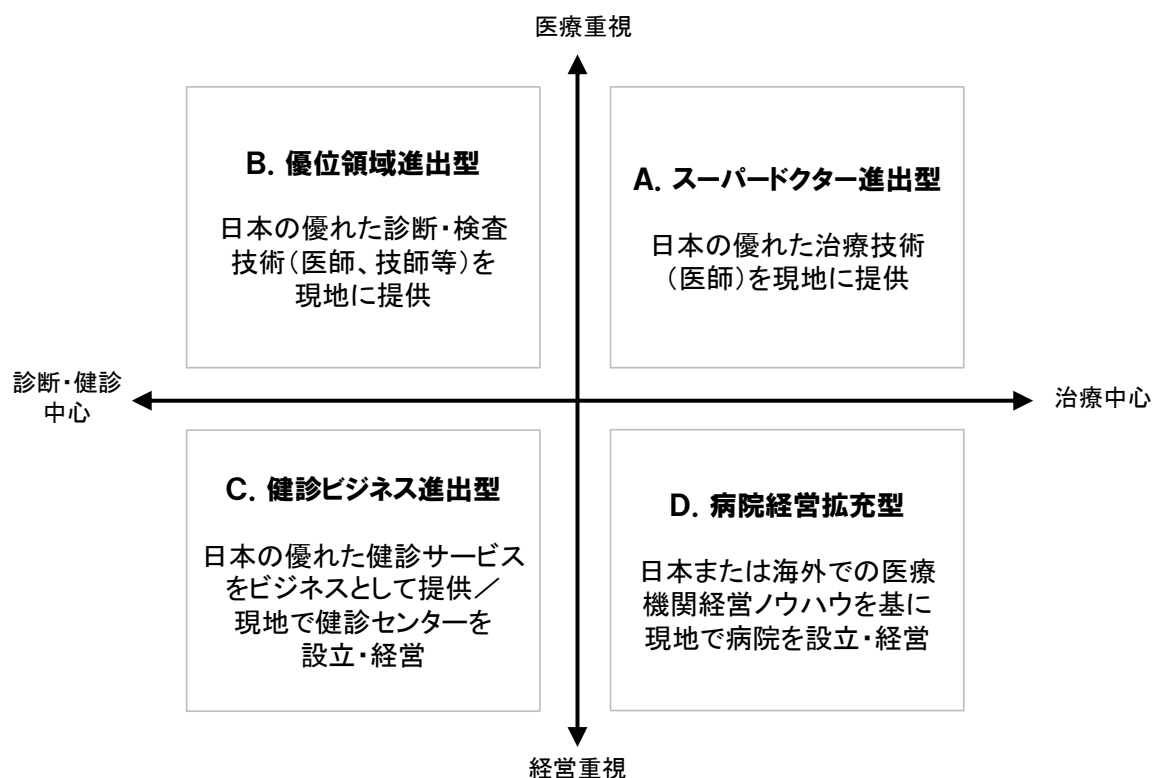 医療重視
B. 優位領域進出型
日本の優れた診断・検査
技術（医師、技師等）を
現地に提供
A. スーパードクター進出型
日本の優れた治療技術
（医師）を現地に提供
診断・健診
中心
治療中心
C. 健診ビジネス進出型
日本の優れた健診サービス
をビジネスとして提供／
現地で健診センターを
設立・経営
D. 病院経営拡充型
日本または海外での医療
機関経営ノウハウを基に
現地で病院を設立・経営
経営重視